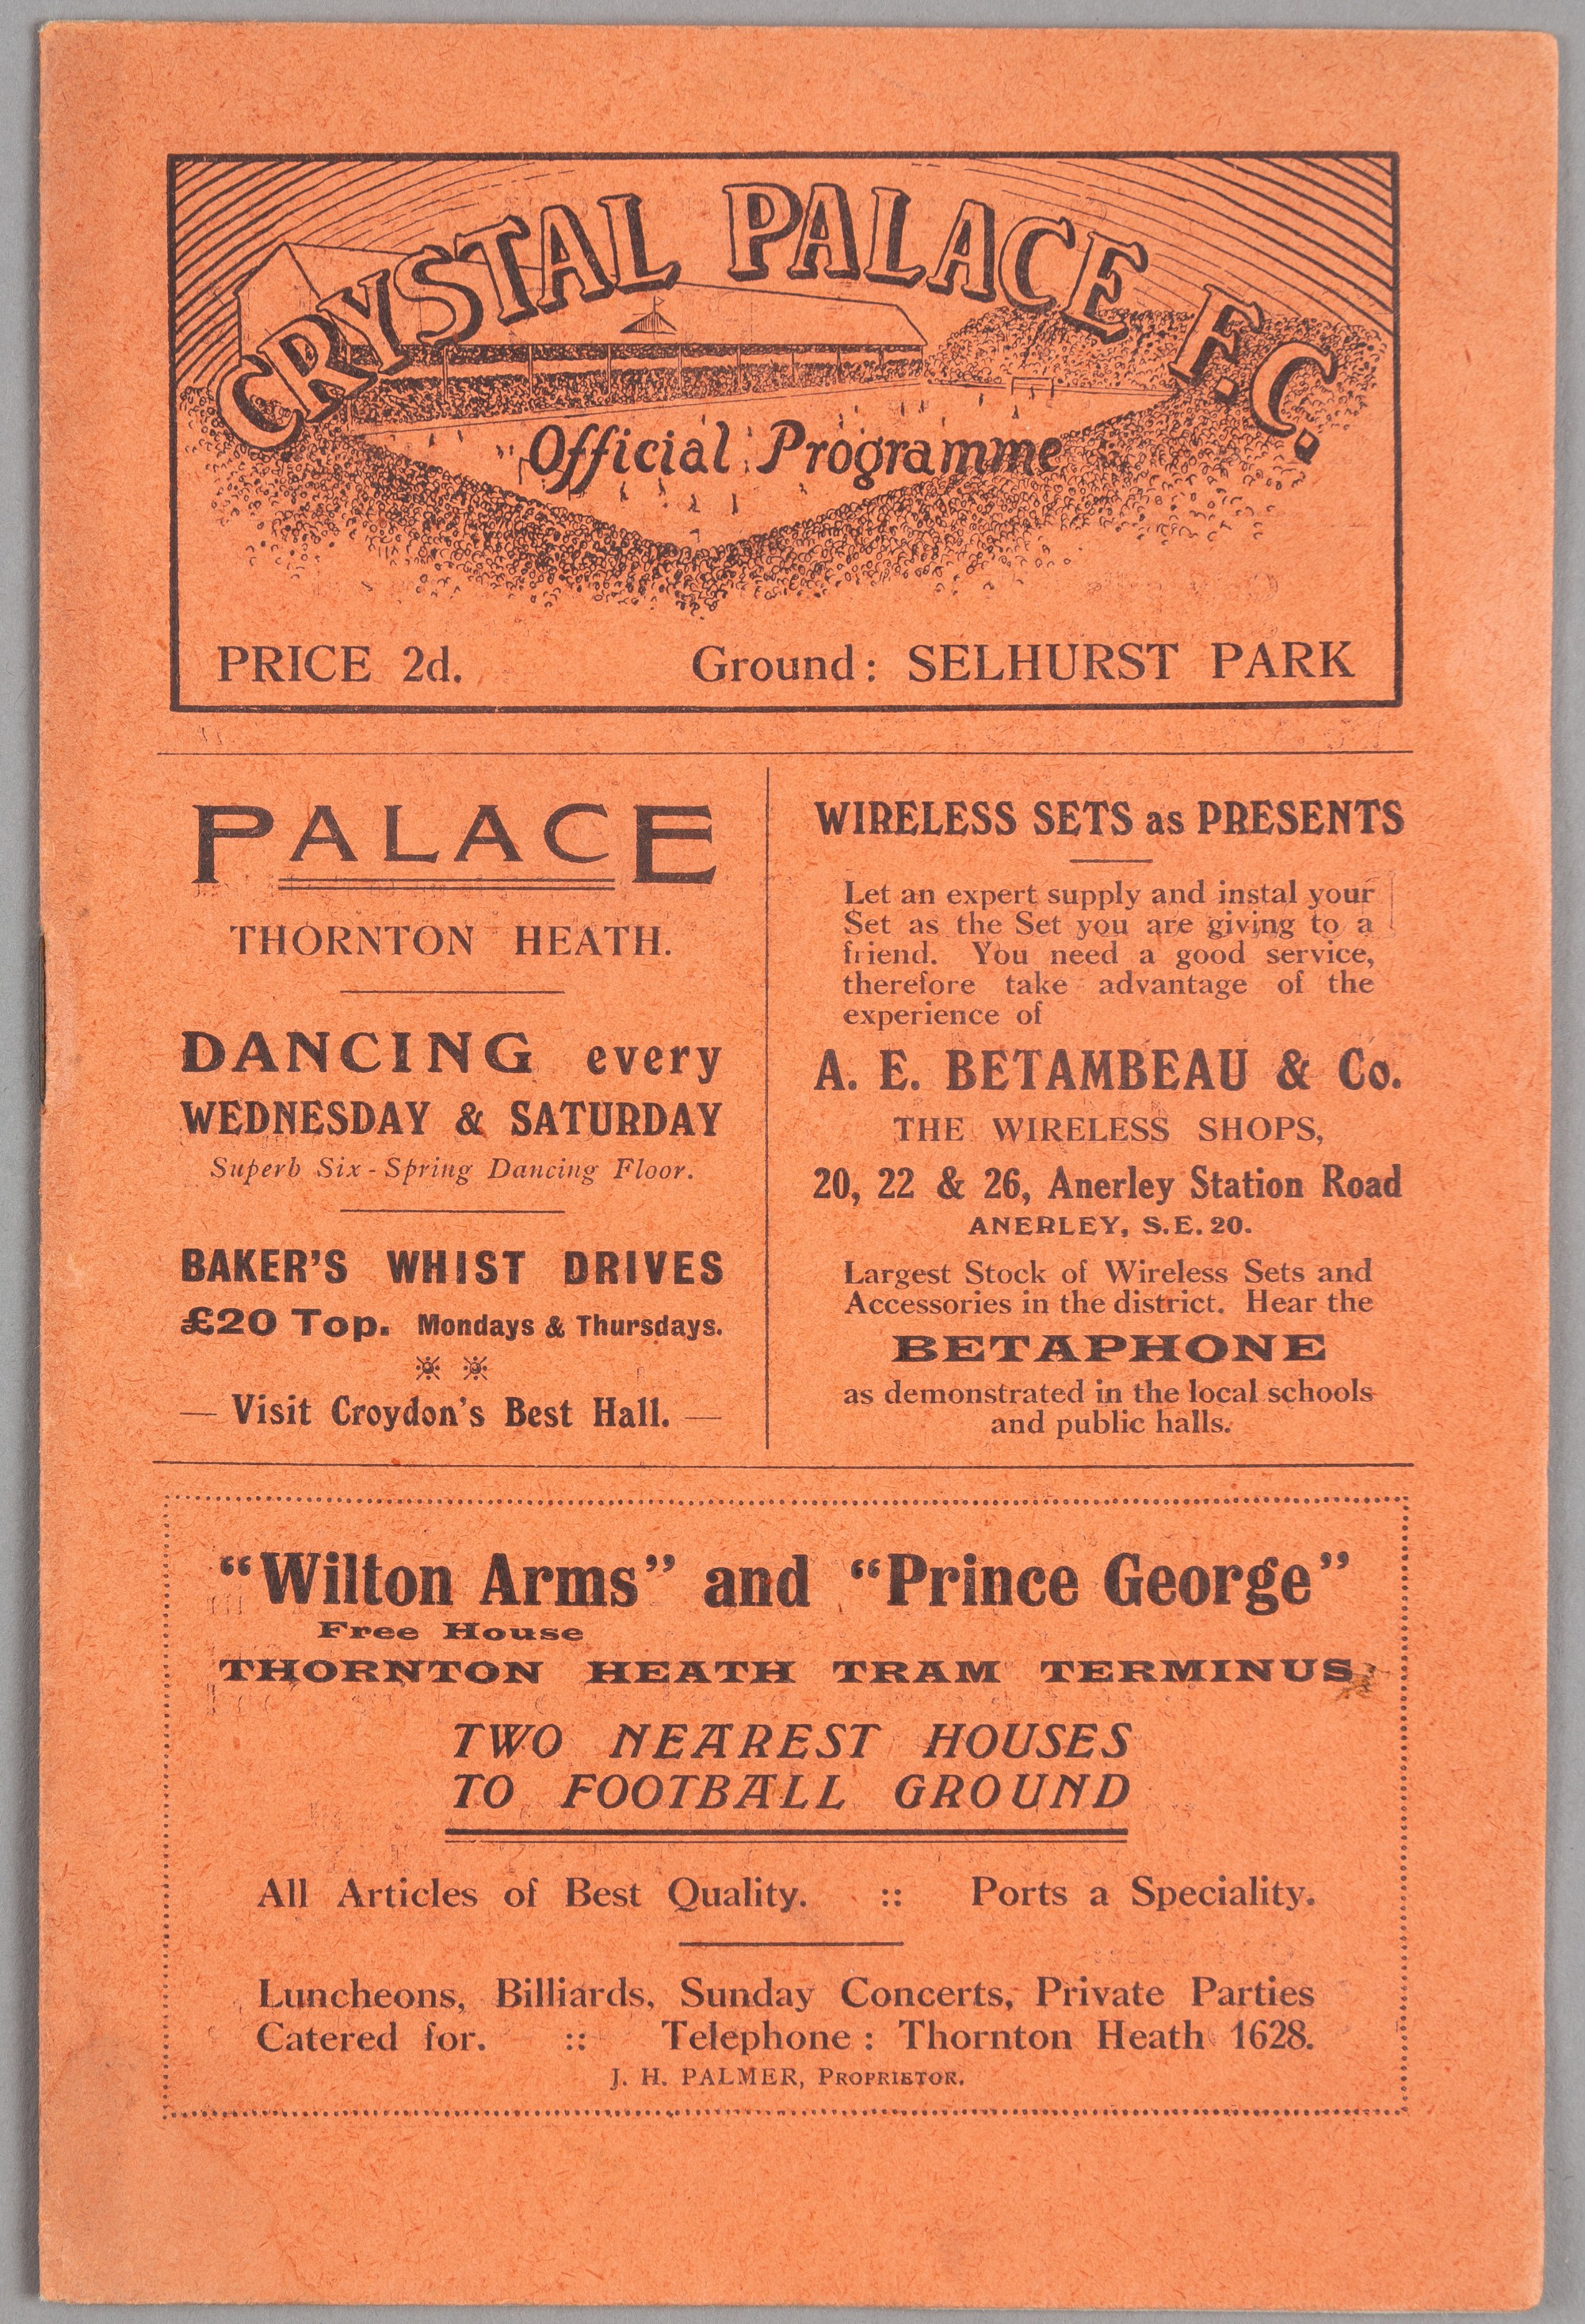 CRYSTAL PALACE F.C.
Official Programme
PRICE 2d. Ground: SELHURST PARK
PALACE
THORNTON HEATH.
DANCING every
WEDNESDAY & SATURDAY
Superb Six-Spring Dancing Floor.
BAKER'S WHIST DRIVES
£20 Top. Mondays & Thursdays.
— Visit Croydon's Best Hall. —
WIRELESS SETS as PRESENTS
Let an expert supply and instal your
Set as the Set you are giving to a
friend. You need a good service,
therefore take advantage of the
experience of
A. E. BETAMBEAU & Co.
THE WIRELESS SHOPS,
20, 22 & 26, Anerley Station Road
ANERLEY, S.E. 20.
Largest Stock of Wireless Sets and
Accessories in the district. Hear the
BETAPHONE
as demonstrated in the local schools
and public halls.
"Wilton Arms" and "Prince George"
Free House
THORNTON HEATH TRAM TERMINUS
TWO NEAREST HOUSES
TO FOOTBALL GROUND
All Articles of Best Quality. :: Ports a Speciality.
Luncheons, Billiards, Sunday Concerts, Private Parties
Catered for. :: Telephone : Thornton Heath 1628.
J. H. PALMER, PROPRIETOR.